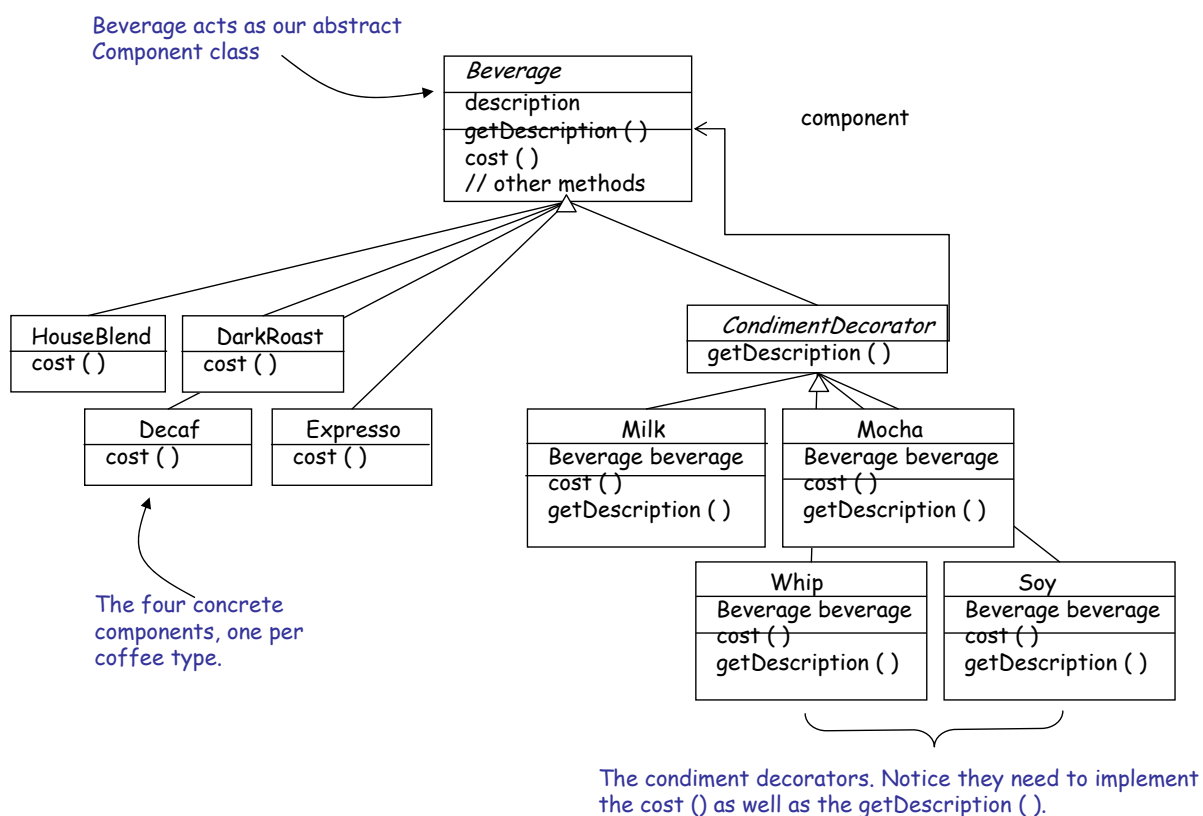 Beverage acts as our abstract
Component class
Beverage
description
getDescription ( )
cost ( )
// other methods
component
HouseBlend
cost ( )
DarkRoast
cost ( )
CondimentDecorator
getDescription ( )
Decaf
cost ( )
Expresso
cost ( )
Milk
Beverage beverage
cost ( )
getDescription ( )
Mocha
Beverage beverage
cost ( )
getDescription ( )
Whip
Beverage beverage
cost ( )
getDescription ( )
Soy
Beverage beverage
cost ( )
getDescription ( )
The four concrete
components, one per
coffee type.
The condiment decorators. Notice they need to implement
the cost () as well as the getDescription ( ).